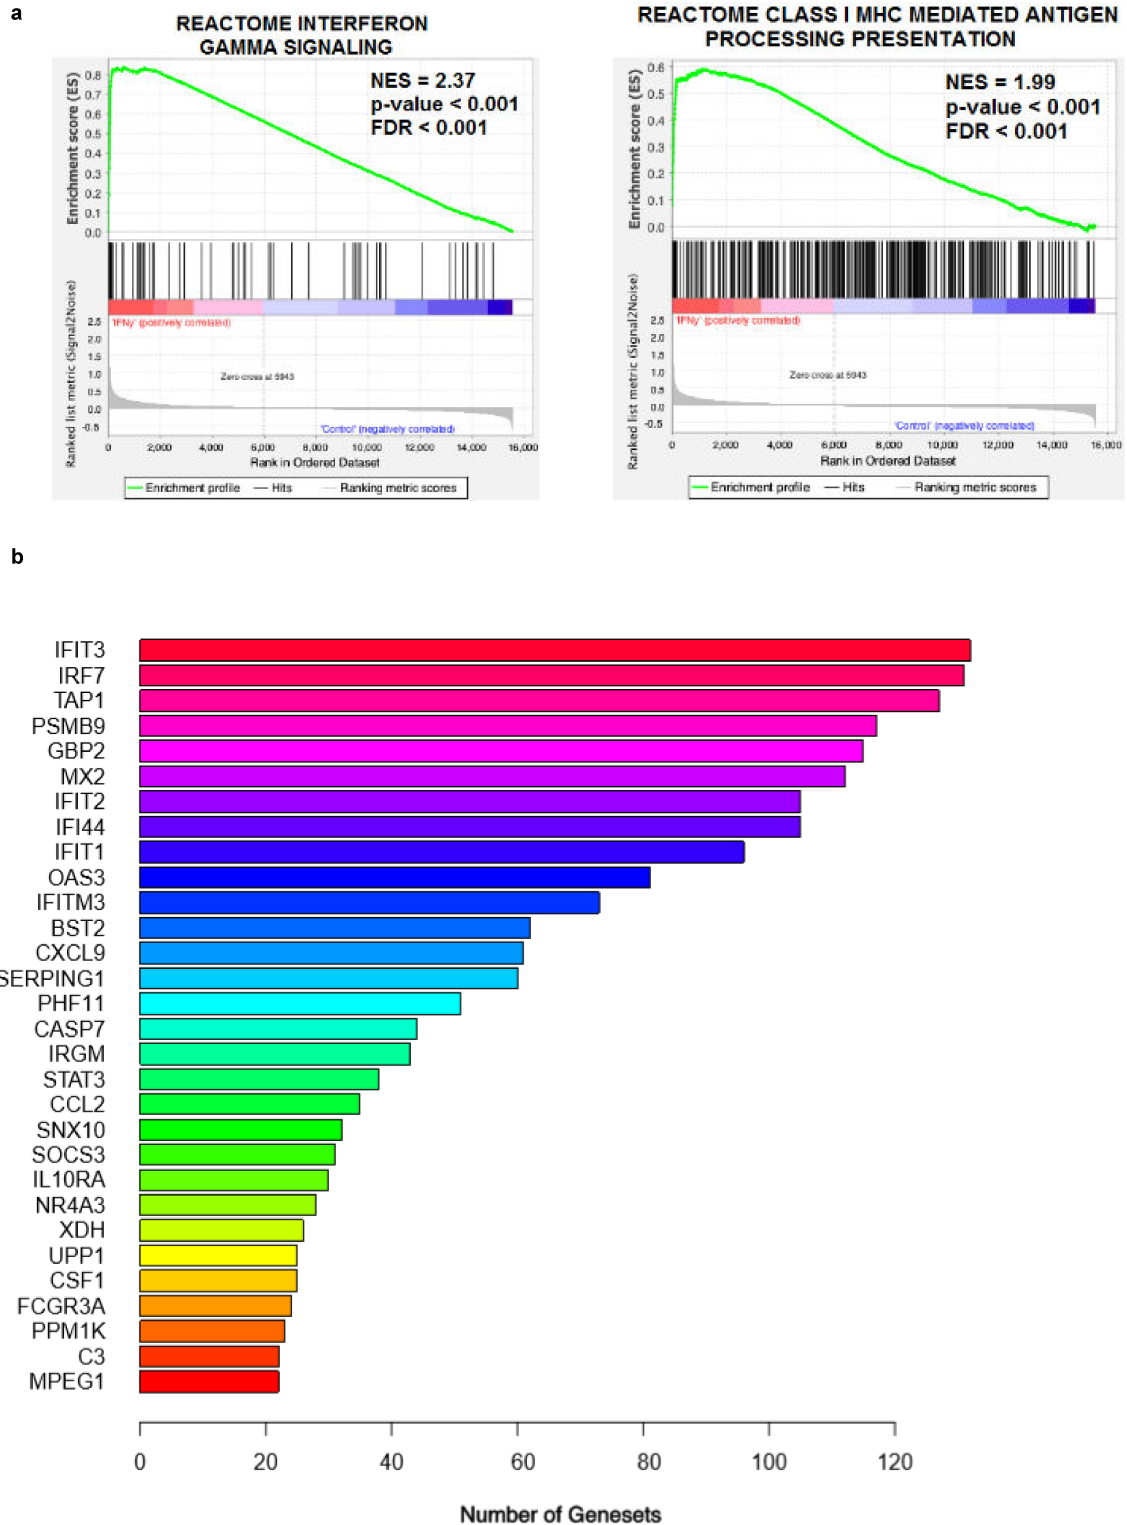 a
REACTOME INTERFERON
GAMMA SIGNALING
NES = 2.37
p-value < 0.001
FDR < 0.001
Enrichment score (ES)
0.8
0.7
0.6
0.5
0.4
0.3
0.2
0.1
0.0
Ranked list metric (Signal2Noise)
2.5
2.0
1.5
1.0
0.5
0.0
-0.5
'IFNy' (positively correlated)
Zero cross at 5943
'Control' (negatively correlated)
0 2,000 4,000 6,000 8,000 10,000 12,000 14,000 16,000
Rank in Ordered Dataset
Enrichment profile Hits Ranking metric scores
REACTOME CLASS I MHC MEDIATED ANTIGEN
PROCESSING PRESENTATION
NES = 1.99
p-value < 0.001
FDR < 0.001
Enrichment score (ES)
0.6
0.5
0.4
0.3
0.2
0.1
0.0
Ranked list metric (Signal2Noise)
2.5
2.0
1.5
1.0
0.5
0.0
-0.5
'IFNy' (positively correlated)
Zero cross at 5943
'Control' (negatively correlated)
0 2,000 4,000 6,000 8,000 10,000 12,000 14,000 16,000
Rank in Ordered Dataset
Enrichment profile Hits Ranking metric scores
b
IFIT3
IRF7
TAP1
PSMB9
GBP2
MX2
IFIT2
IFI44
IFIT1
OAS3
IFITM3
BST2
CXCL9
SERPING1
PHF11
CASP7
IRGM
STAT3
CCL2
SNX10
SOCS3
IL10RA
NR4A3
XDH
UPP1
CSF1
FCGR3A
PPM1K
C3
MPEG1
0 20 40 60 80 100 120
Number of Genesets